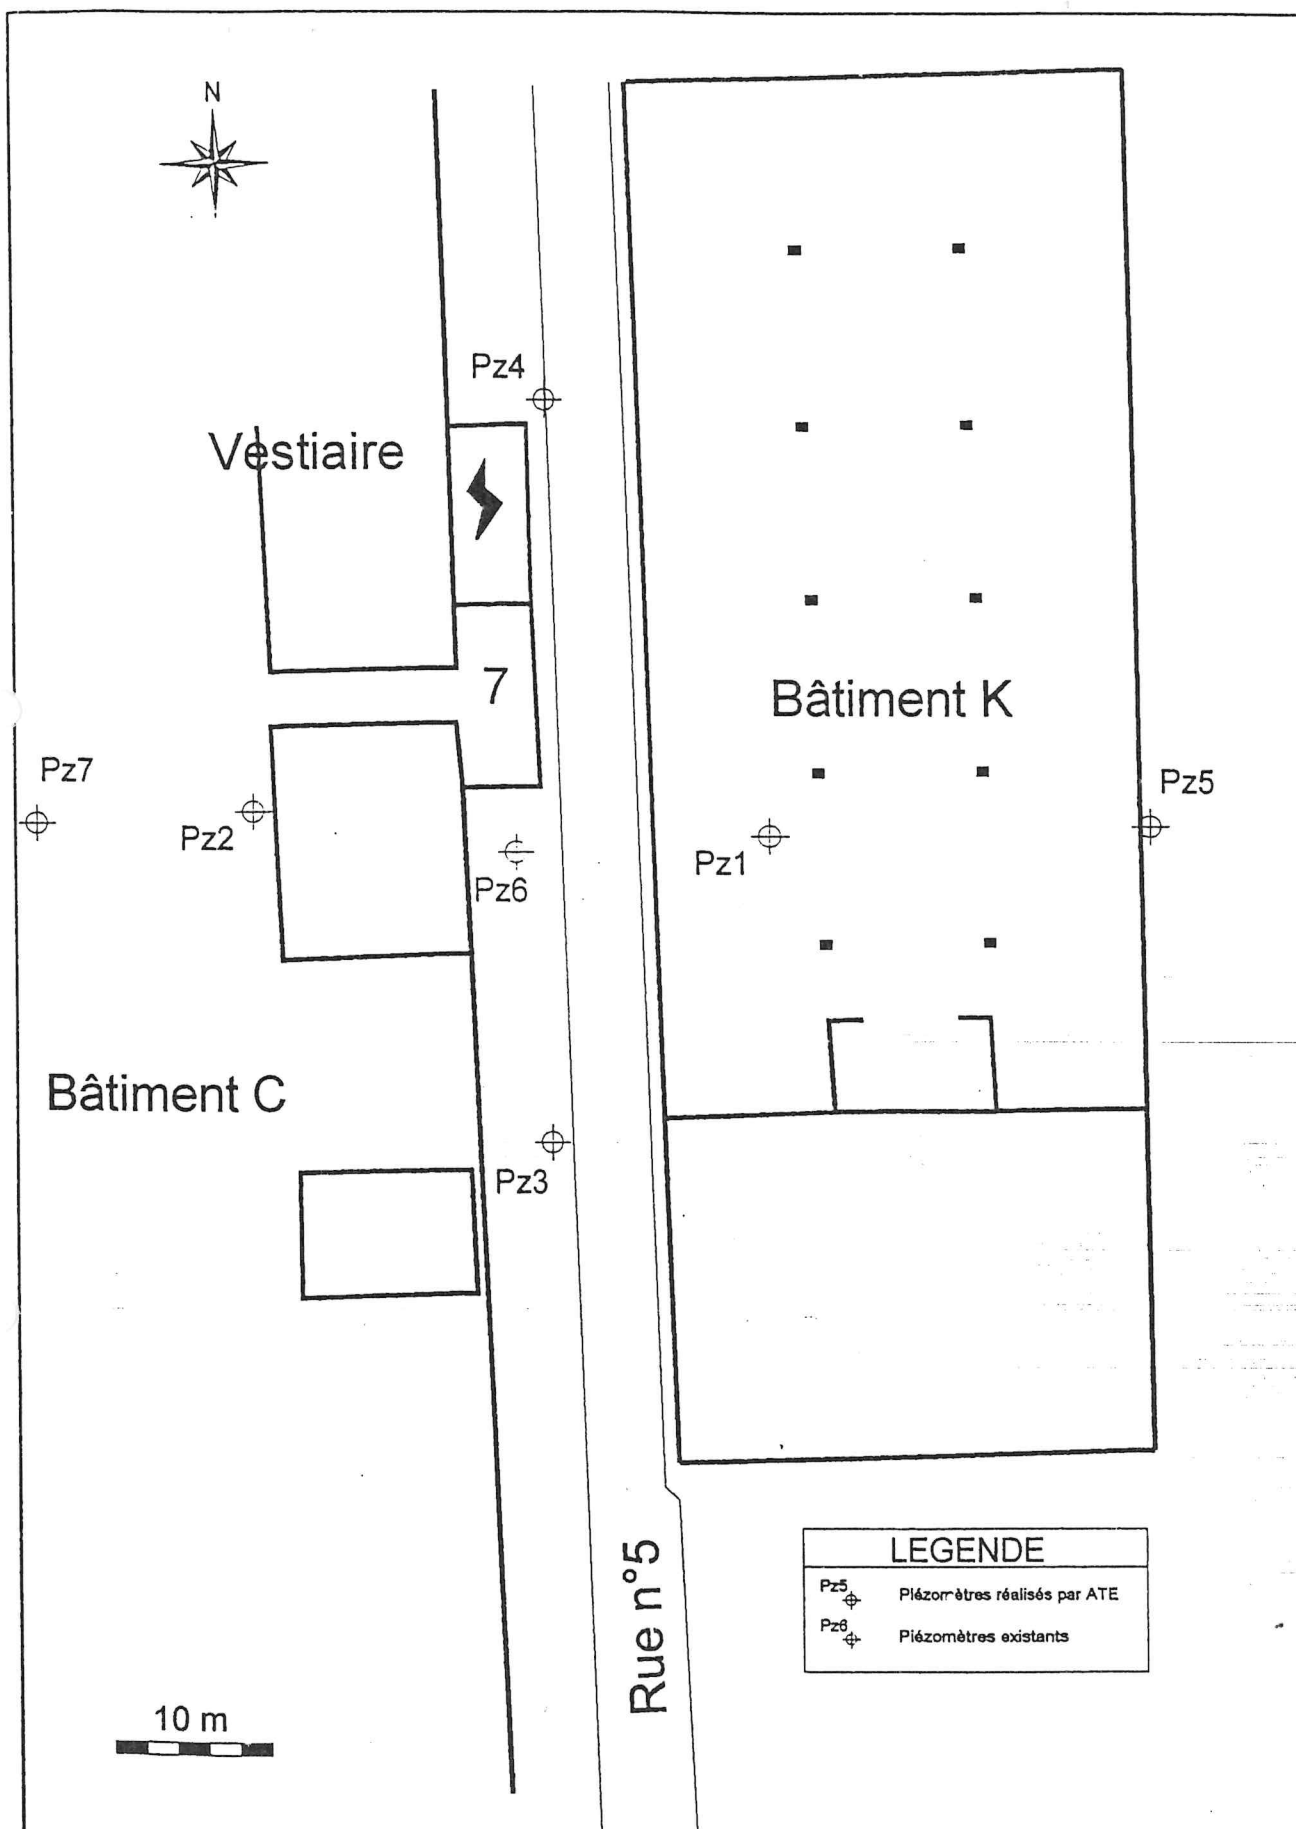 N
Pz4
Vestiaire
7
Bâtiment K
Pz7
Pz5
Pz2
Pz1
Pz6
Bâtiment C
Pz3
Rue n°5
LEGENDE
Pz5 Piézomètres réalisés par ATE
Pz6 Piézomètres existants
10 m